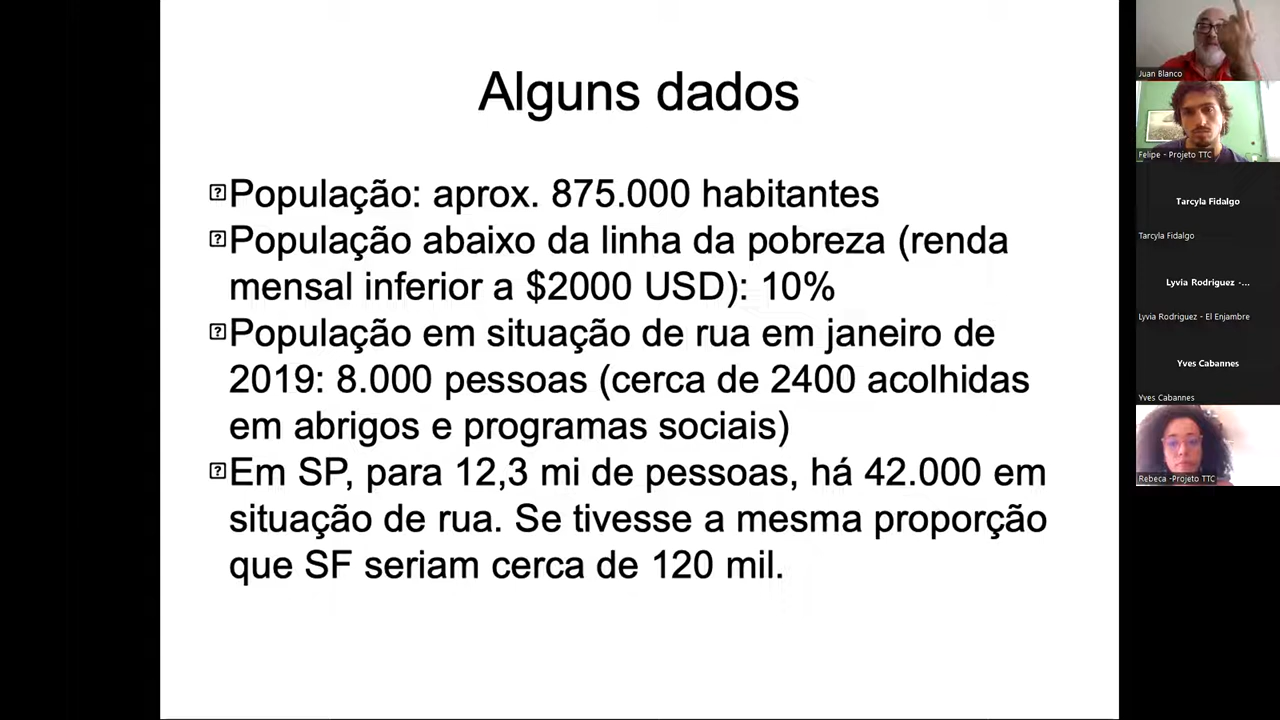 Alguns dados
População: aprox. 875.000 habitantes
População abaixo da linha da pobreza (renda
mensal inferior a $2000 USD): 10%
População em situação de rua em janeiro de
2019: 8.000 pessoas (cerca de 2400 acolhidas
em abrigos e programas sociais)
Em SP, para 12,3 mi de pessoas, há 42.000 em
situação de rua. Se tivesse a mesma proporção
que SF seriam cerca de 120 mil.
Juan Blanco
Felipe - Projeto TTC
Tarcyla Fidalgo
Tarcyla Fidalgo
Lyvia Rodriguez -...
Lyvia Rodriguez - El Enjambre
Yves Cabannes
Yves Cabannes
Rebeca -Projeto TTC